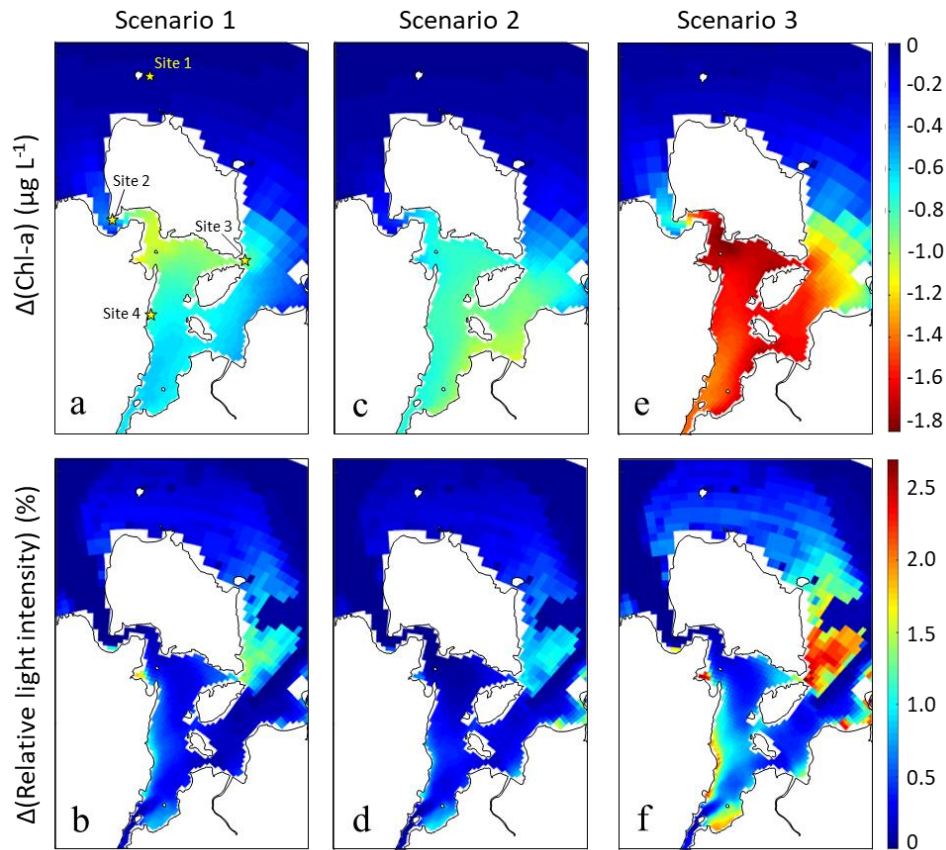 Scenario 1 Scenario 2 Scenario 3
Δ(Chl-a) (µg L⁻¹)
Site 1
Site 2
Site 3
Site 4
a c e
0
-0.2
-0.4
-0.6
-0.8
-1.0
-1.2
-1.4
-1.6
-1.8
Δ(Relative light intensity) (%)
b d f
2.5
2.0
1.5
1.0
0.5
0